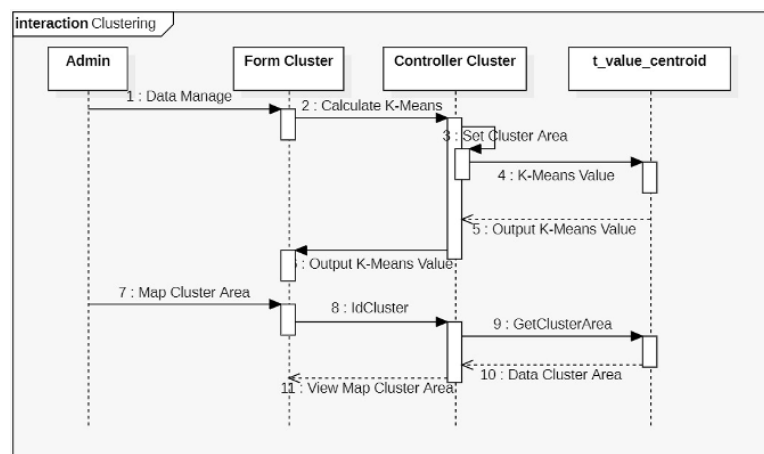 interaction Clustering
Admin
Form Cluster
Controller Cluster
t_value_centroid
1 : Data Manage
2 : Calculate K-Means
3 : Set Cluster Area
4 : K-Means Value
5 : Output K-Means Value
6 : Output K-Means Value
7 : Map Cluster Area
8 : IdCluster
9 : GetClusterArea
10 : Data Cluster Area
11 : View Map Cluster Area